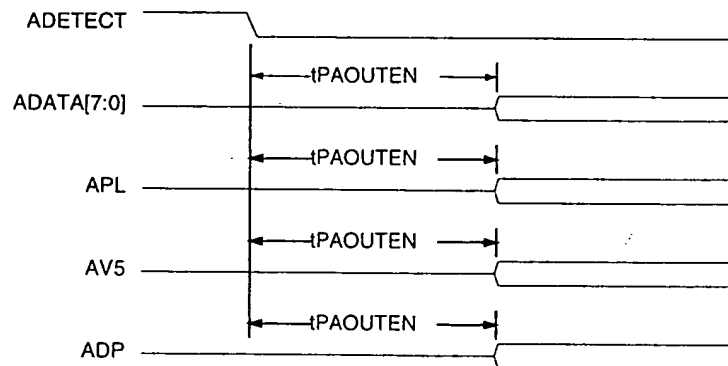 ADETECT
tPAOUTEN
ADATA[7:0]
tPAOUTEN
APL
tPAOUTEN
AV5
tPAOUTEN
ADP